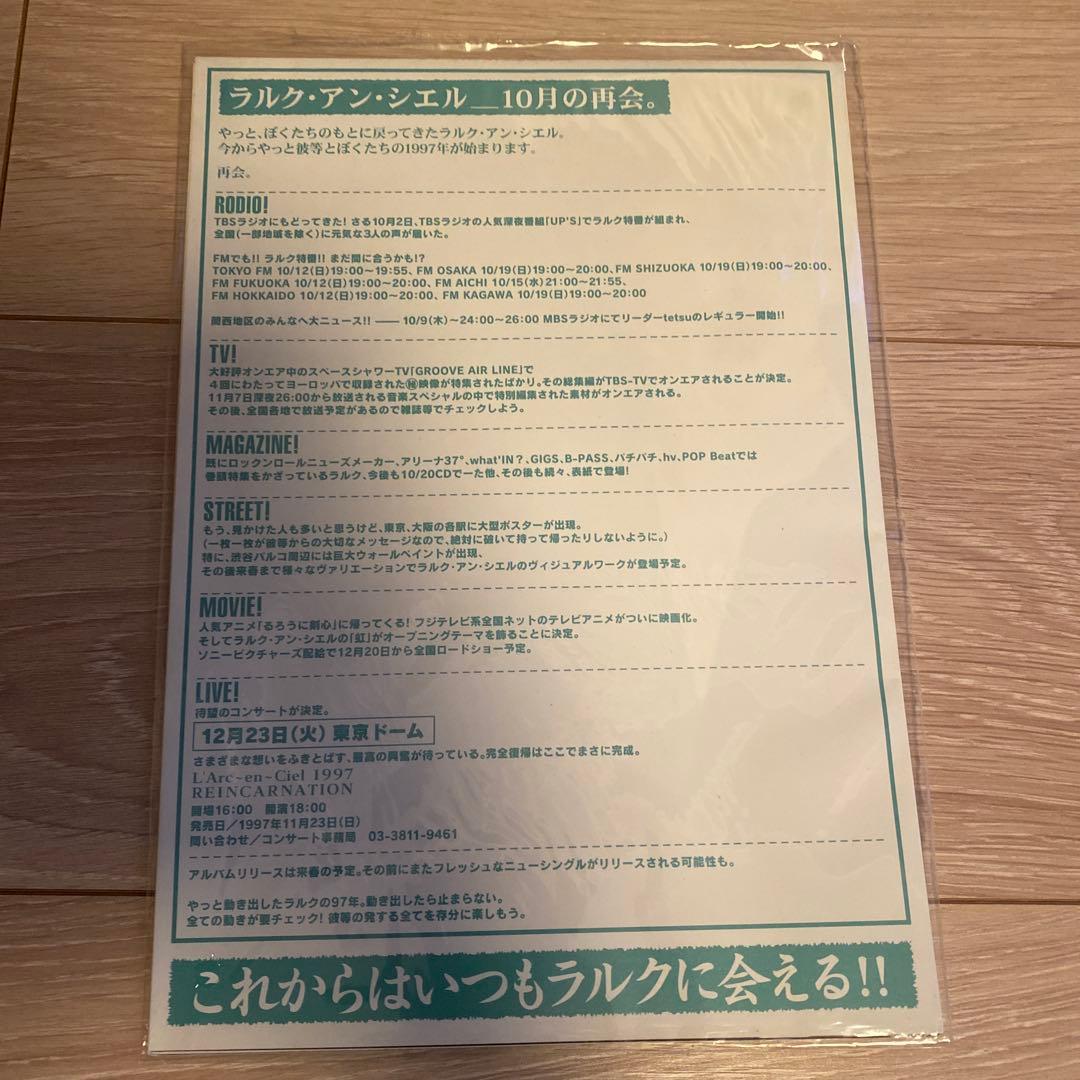 ラルク・アン・シエル__10月の再会。
やっと、ぼくたちのもとに戻ってきたラルク・アン・シエル。
今からやっと彼等とぼくたちの1997年が始まります。
再会。
RODIO!
TBSラジオにもどってきた! さる10月2日、TBSラジオの人気深夜番組「UP'S」でラルク特番が組まれ、
全国(一部地域を除く)に元気な3人の声が届いた。
FMでも!! ラルク特番!! まだ間に合うかも!?
TOKYO FM 10/12(日)19:00〜19:55、FM OSAKA 10/19(日)19:00〜20:00、FM SHIZUOKA 10/19(日)19:00〜20:00、
FM FUKUOKA 10/12(日)19:00〜20:00、FM AICHI 10/15(水)21:00〜21:55、
FM HOKKAIDO 10/12(日)19:00〜20:00、FM KAGAWA 10/19(日)19:00〜20:00
関西地区のみんなへ大ニュース!! —— 10/9(木)〜24:00〜26:00 MBSラジオにてリーダーtetsuのレギュラー開始!!
TV!
大好評オンエア中のスペースシャワーTV「GROOVE AIR LINE」で
4回にわたってヨーロッパで収録された㊙映像が特集されたばかり。その総集編がTBS-TVでオンエアされることが決定。
11月7日深夜26:00から放送される音楽スペシャルの中で特別編集された素材がオンエアされる。
その後、全国各地で放送予定があるので雑誌等でチェックしよう。
MAGAZINE!
既にロックンロールニューズメーカー、アリーナ37°、what'IN?、GIGS、B-PASS、パチパチ、hv、POP Beatでは
巻頭特集をかざっているラルク、今後も10/20CDでーた他、その後も続々、表紙で登場!
STREET!
もう、見かけた人も多いと思うけど、東京、大阪の各駅に大型ポスターが出現。
(一枚一枚が彼等からの大切なメッセージなので、絶対に破いて持って帰ったりしないように。)
特に、渋谷パルコ周辺には巨大ウォールペイントが出現、
その後来春まで様々なヴァリエーションでラルク・アン・シエルのヴィジュアルワークが登場予定。
MOVIE!
人気アニメ「るろうに剣心」に帰ってくる! フジテレビ系全国ネットのテレビアニメがついに映画化。
そしてラルク・アン・シエルの「虹」がオープニングテーマを飾ることに決定。
ソニーピクチャーズ配給で12月20日から全国ロードショー予定。
LIVE!
待望のコンサートが決定。
12月23日(火) 東京ドーム
さまざまな想いをふきとばす、最高の興奮が待っている。完全復帰はここでまさに完成。
L'Arc~en~Ciel 1997
REINCARNATION
開場16:00 開演18:00
発売日/1997年11月23日(日)
問い合わせ/コンサート事務局 03-3811-9461
アルバムリリースは来春の予定。その前にまたフレッシュなニューシングルがリリースされる可能性も。
やっと動き出したラルクの97年。動き出したら止まらない。
全ての動きが要チェック! 彼等の発する全てを存分に楽しもう。
これからはいつもラルクに会える!!